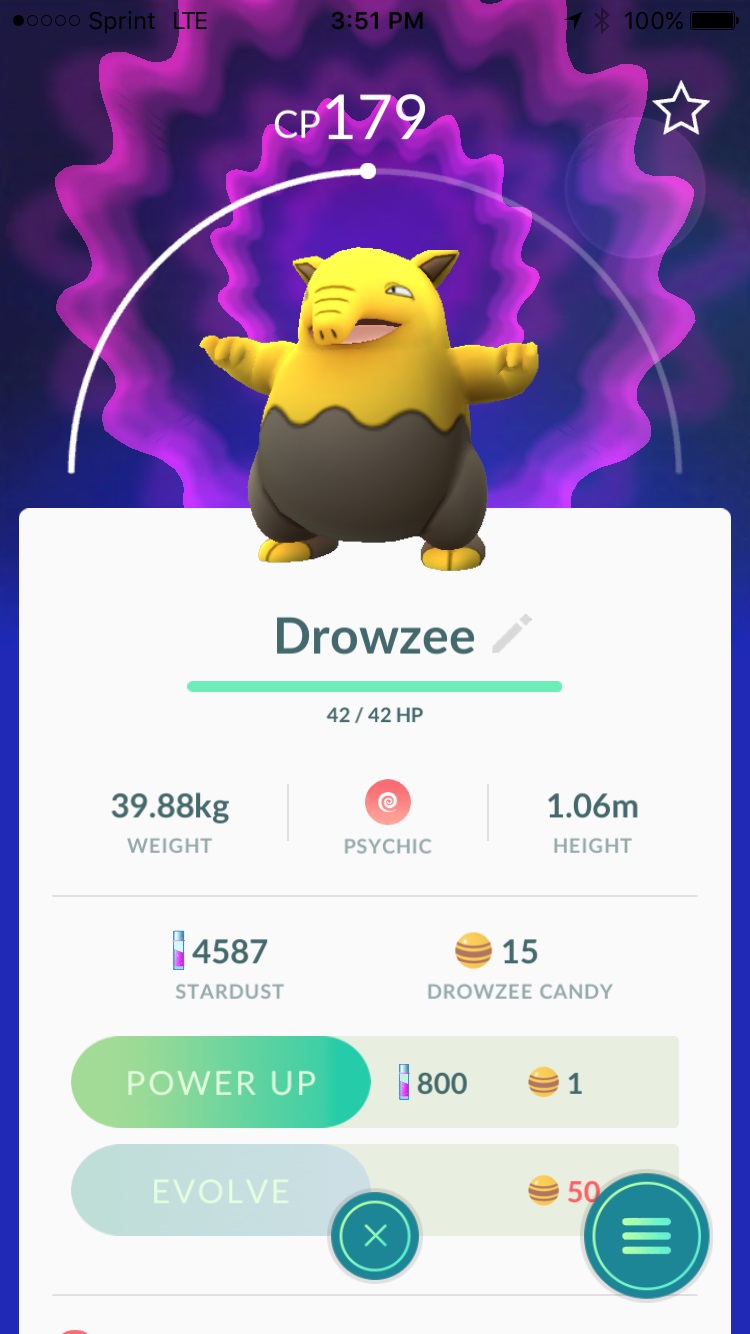 Sprint LTE 3:51 PM 100%
CP179
Drowzee
42 / 42 HP
39.88kg 1.06m
WEIGHT PSYCHIC HEIGHT
4587 15
STARDUST DROWZEE CANDY
POWER UP 800 1
EVOLVE 50